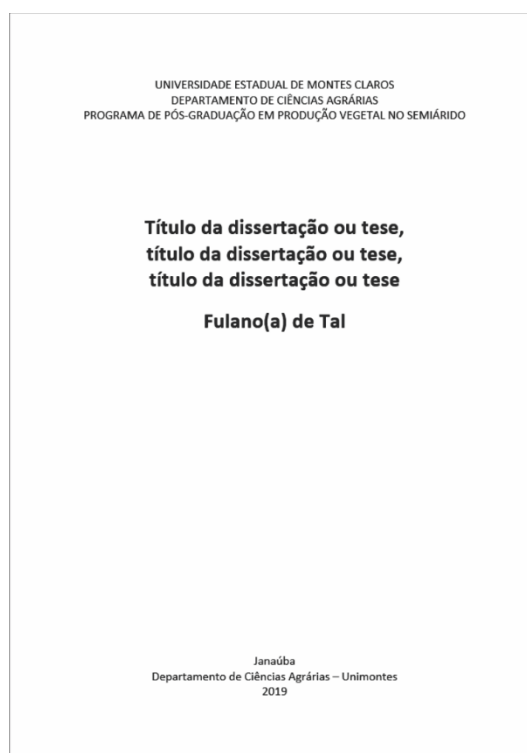 UNIVERSIDADE ESTADUAL DE MONTES CLAROS
DEPARTAMENTO DE CIÊNCIAS AGRÁRIAS
PROGRAMA DE PÓS-GRADUAÇÃO EM PRODUÇÃO VEGETAL NO SEMIÁRIDO
Título da dissertação ou tese,
título da dissertação ou tese,
título da dissertação ou tese
Fulano(a) de Tal
Janaúba
Departamento de Ciências Agrárias – Unimontes
2019